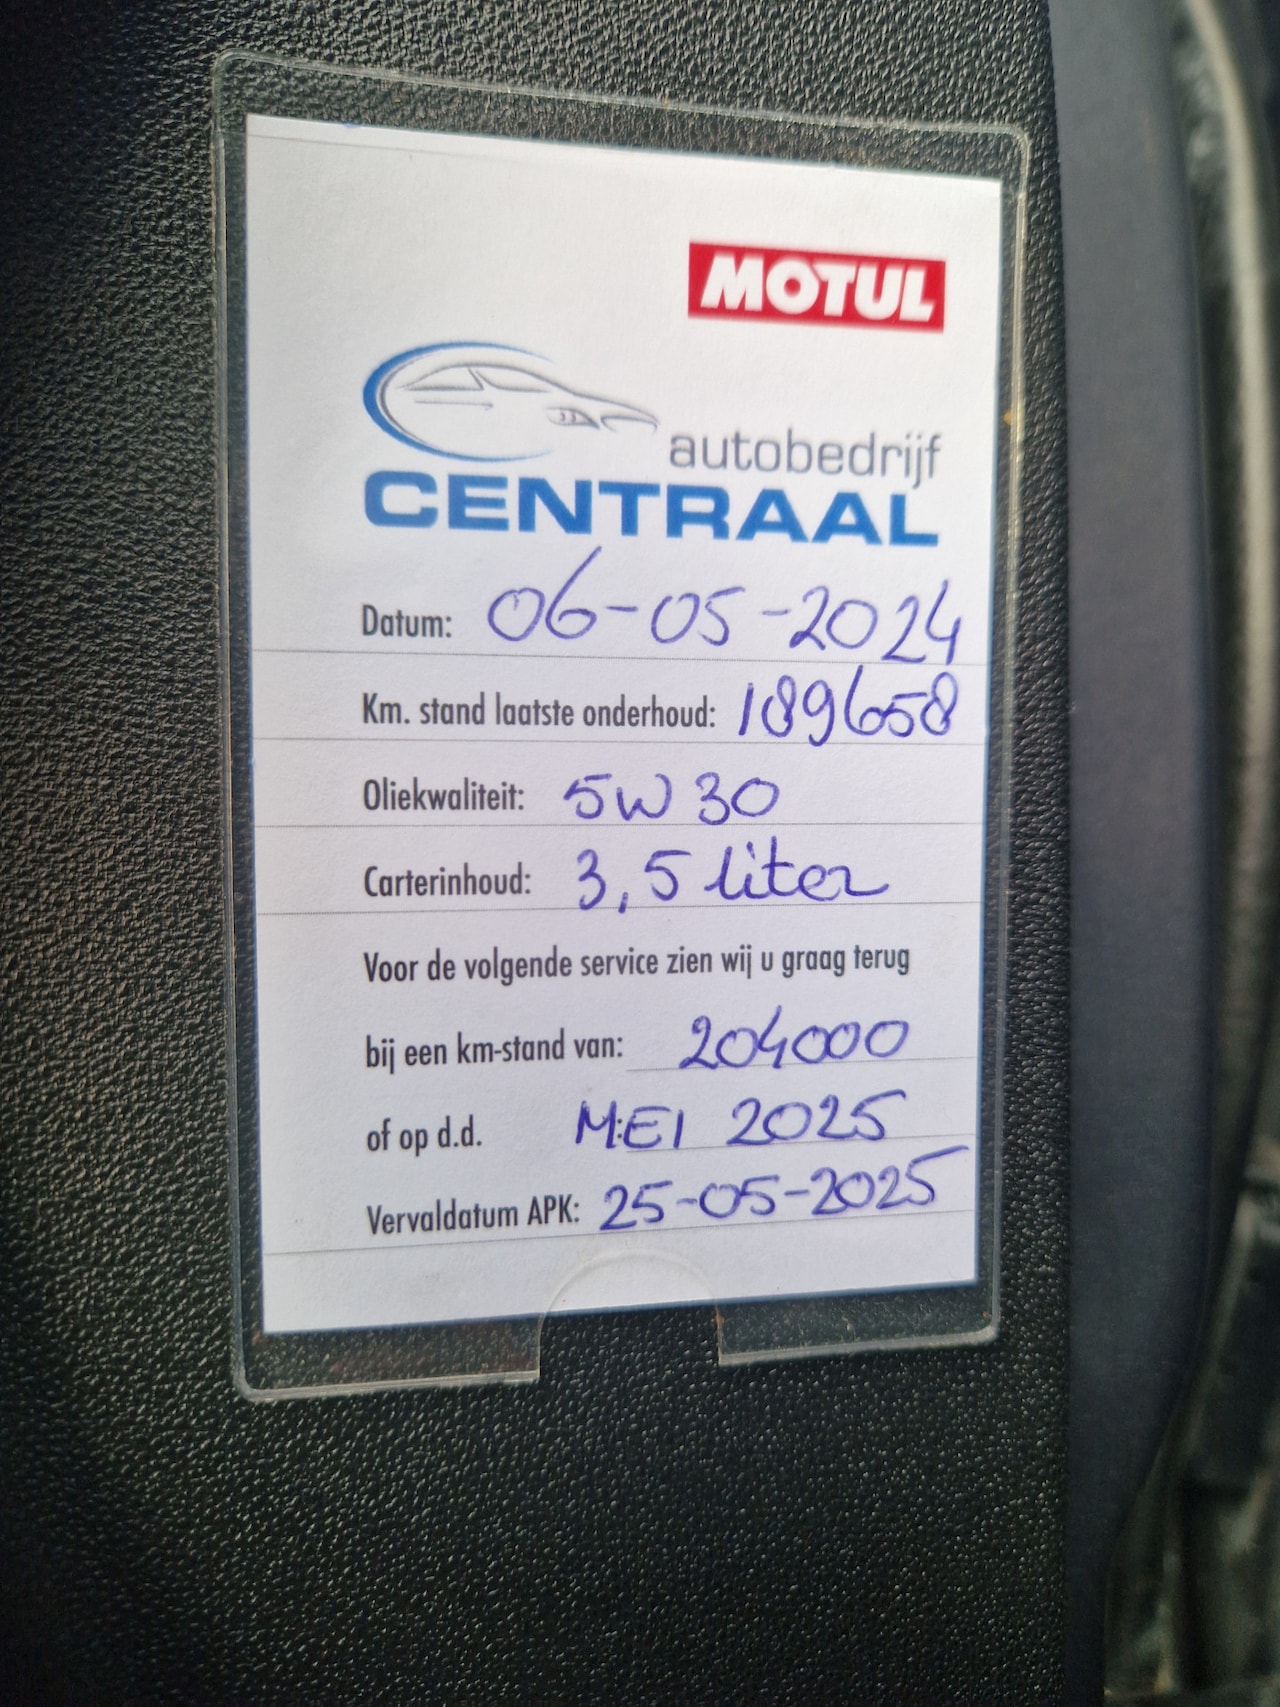 MOTUL
autobedrijf
CENTRAAL
Datum: 06-05-2024
Km. stand laatste onderhoud: 189658
Oliekwaliteit: 5W30
Carterinhoud: 3,5 liter
Voor de volgende service zien wij u graag terug
bij een km-stand van: 204000
of op d.d. MEI 2025
Vervaldatum APK: 25-05-2025